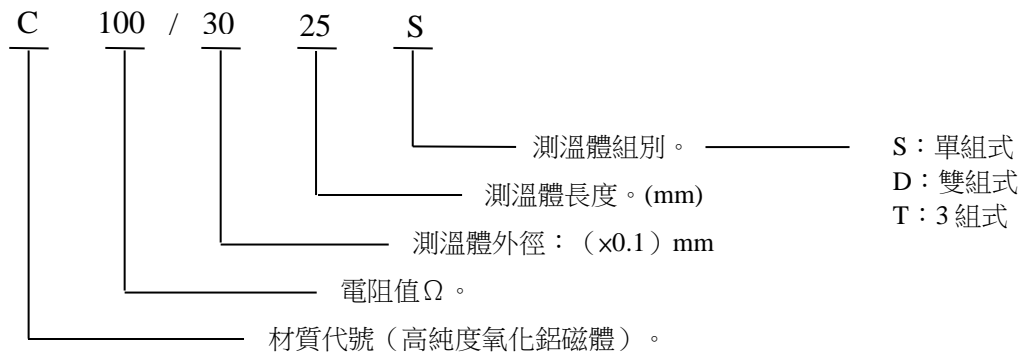 C 100 / 30 25 S
測溫體組別。
S：單組式
D：雙組式
T：3 組式
測溫體長度。(mm)
測溫體外徑：（×0.1）mm
電阻值Ω。
材質代號（高純度氧化鋁磁體）。